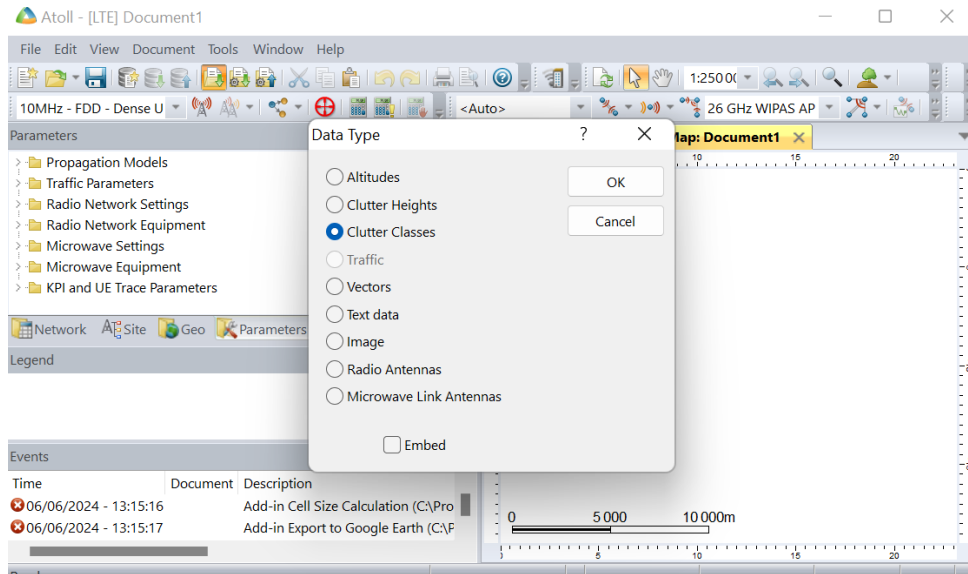 Atoll - [LTE] Document1
File Edit View Document Tools Window Help
1:250 0(
10MHz - FDD - Dense U
<Auto>
26 GHz WIPAS AP
Parameters
Propagation Models
Traffic Parameters
Radio Network Settings
Radio Network Equipment
Microwave Settings
Microwave Equipment
KPI and UE Trace Parameters
Network Site Geo Parameters
Legend
Events
Time Document Description
06/06/2024 - 13:15:16 Add-in Cell Size Calculation (C:\Pro
06/06/2024 - 13:15:17 Add-in Export to Google Earth (C:\P
Data Type ?
Altitudes
Clutter Heights
Clutter Classes
Traffic
Vectors
Text data
Image
Radio Antennas
Microwave Link Antennas
Embed
OK
Cancel
Map: Document1
10 15 20
0 5 000 10 000m
5 10 15 20